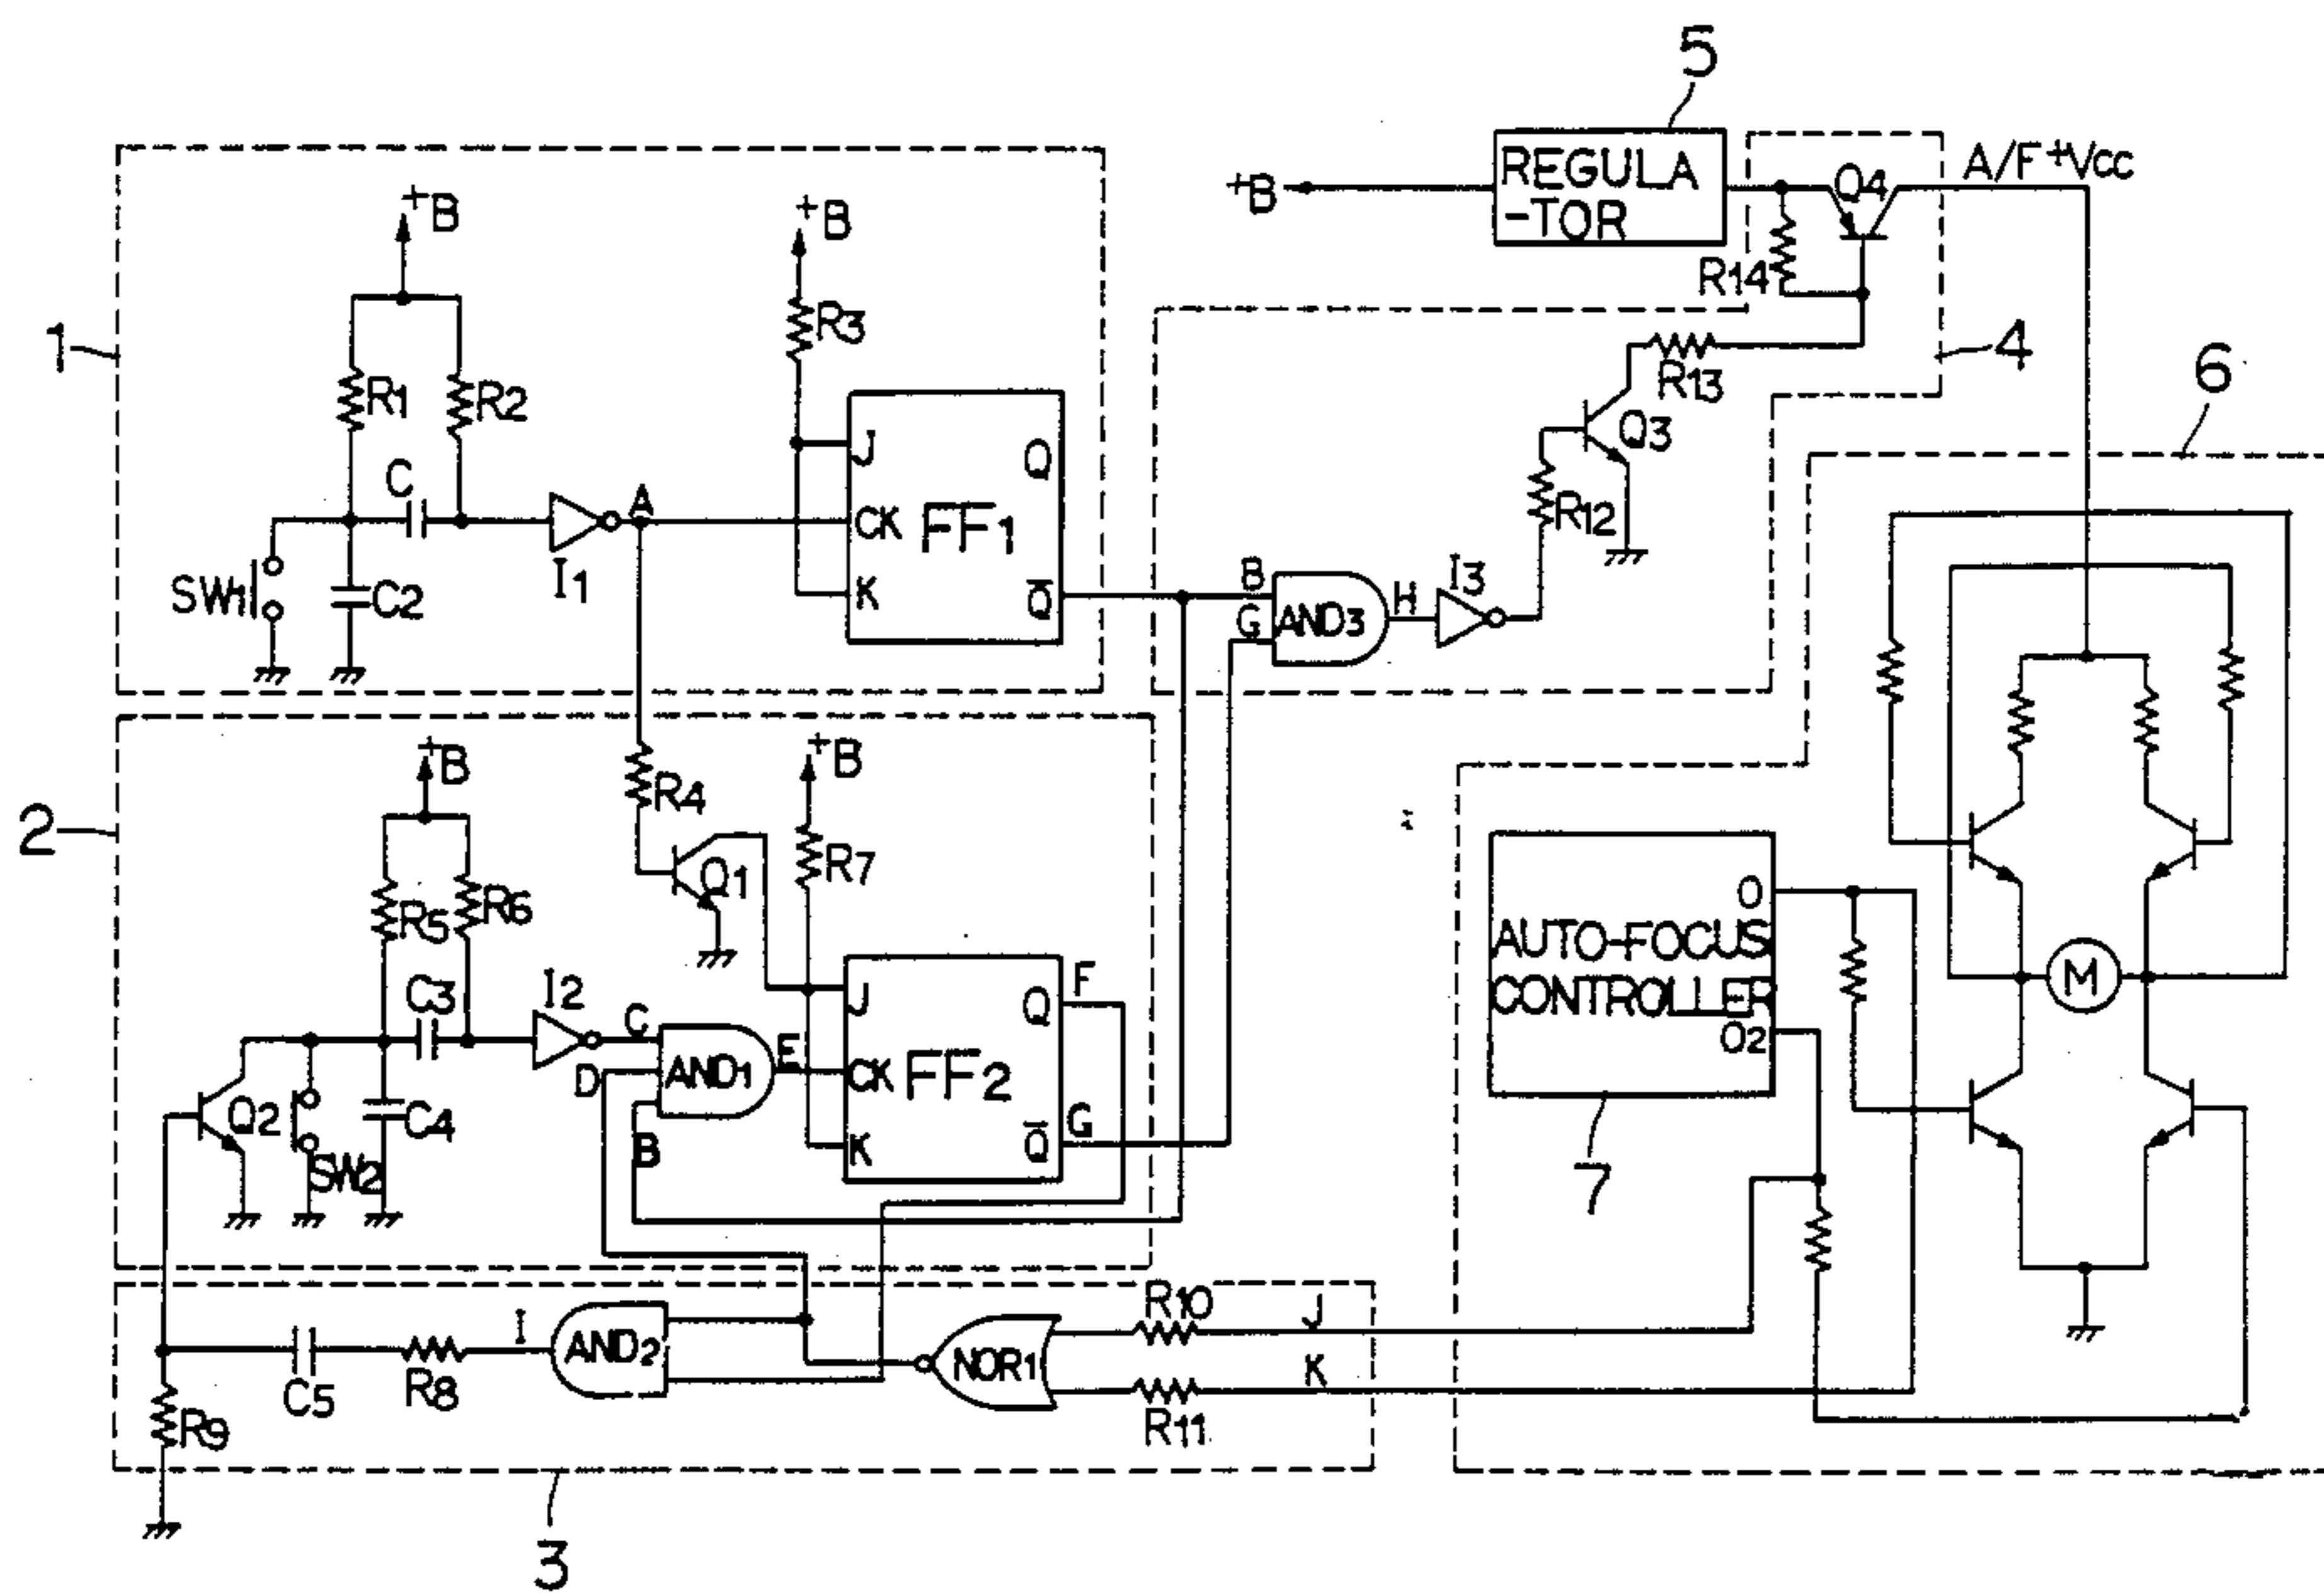 5
REGULA
-TOR
+B
Q4
A/F +Vcc
R14
R13
4
Q3
R12
6
1
+B
R1
R2
C
SW1
C2
I1
A
+B
R3
J
CK
K
FF1
Q
Q̅
B
G
AND3
H
I3
2
+B
R5
R6
C3
I2
C
D
B
AND1
E
Q2
SW2
C4
R4
Q1
+B
R7
J
CK
K
FF2
Q
Q̅
F
G
AUTO-FOCUS
CONTROLLER
O
O2
7
M
I
AND2
C5
R8
R9
NOR1
R10
J
K
R11
3